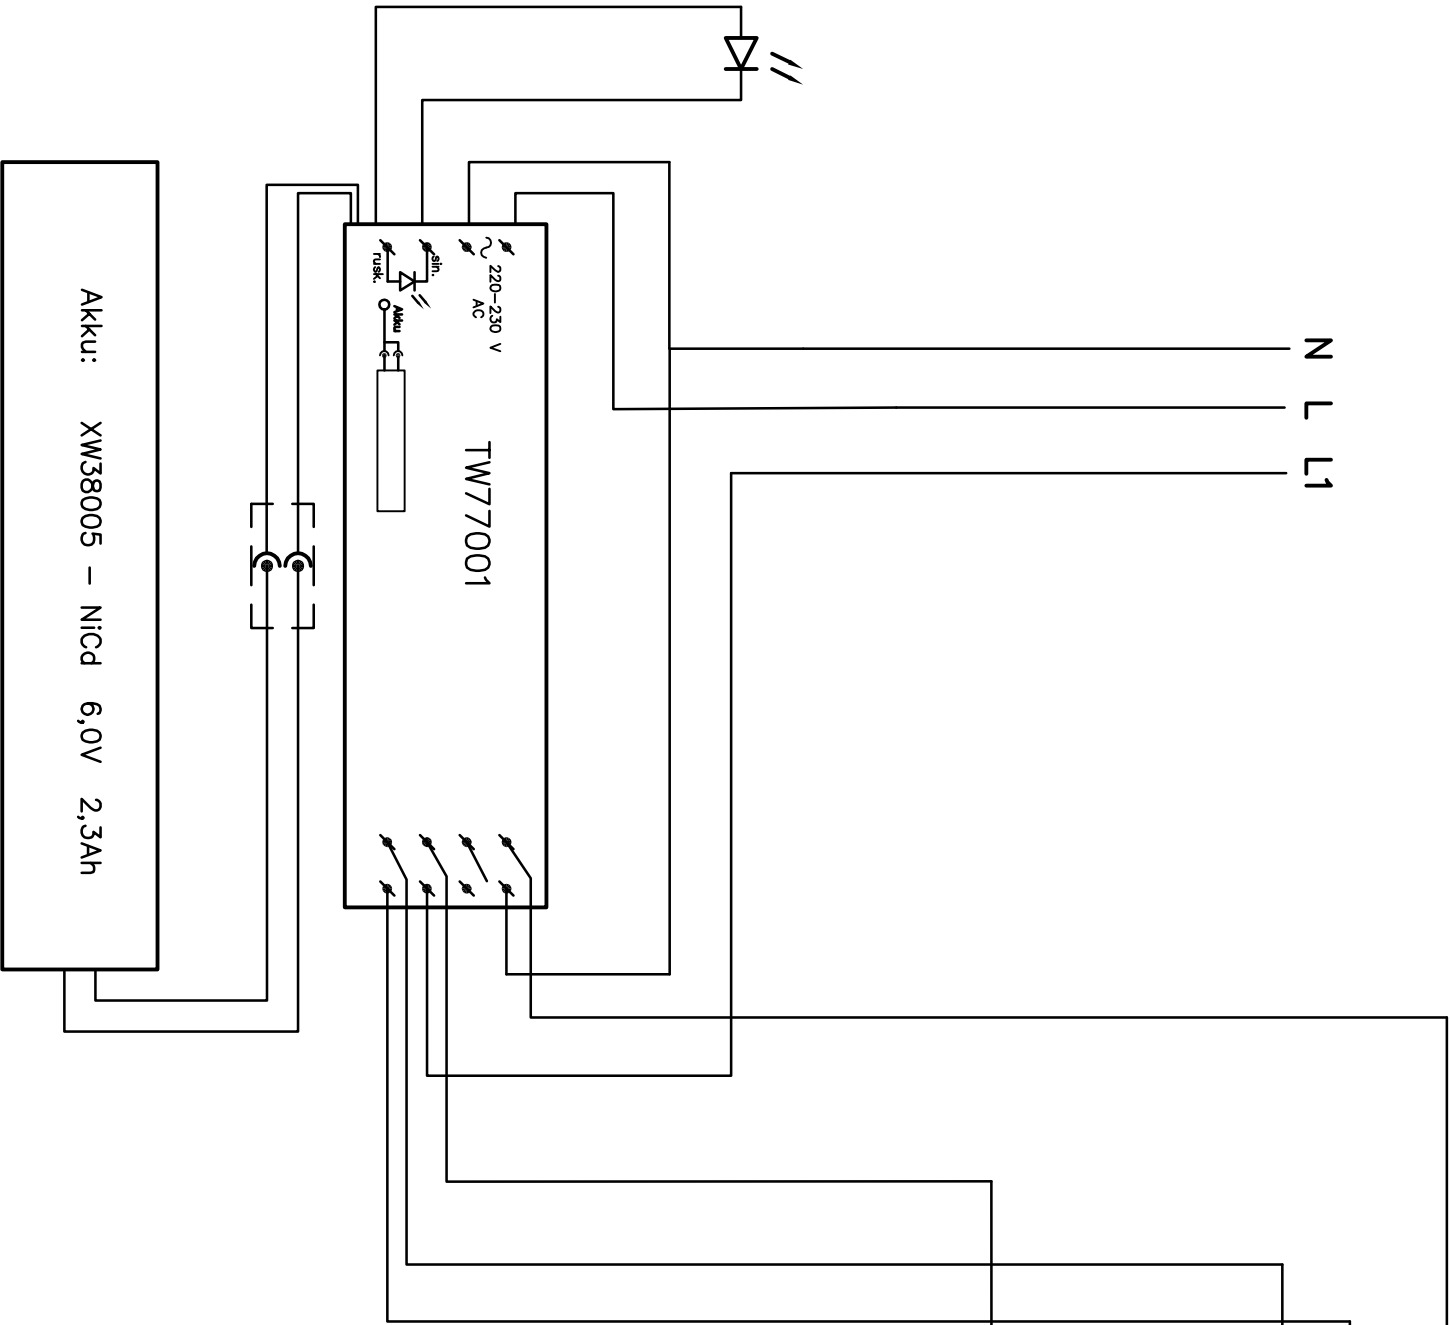 N
L
L1
sin.
rusk.
Akku
220-230 V
AC
TW77001
Akku: XW38005 - NiCd 6,0V 2,3Ah